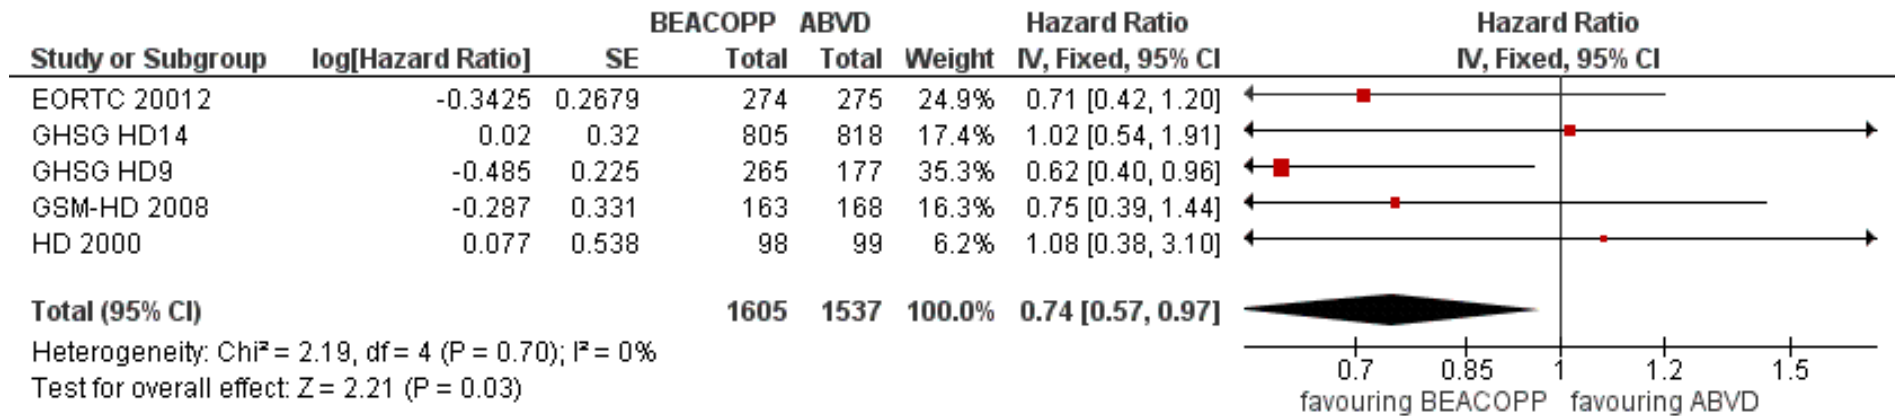 BEACOPP ABVD Hazard Ratio Hazard Ratio
Study or Subgroup log[Hazard Ratio] SE Total Total Weight IV, Fixed, 95% CI IV, Fixed, 95% CI
EORTC 20012 -0.3425 0.2679 274 275 24.9% 0.71 [0.42, 1.20]
GHSG HD14 0.02 0.32 805 818 17.4% 1.02 [0.54, 1.91]
GHSG HD9 -0.485 0.225 265 177 35.3% 0.62 [0.40, 0.96]
GSM-HD 2008 -0.287 0.331 163 168 16.3% 0.75 [0.39, 1.44]
HD 2000 0.077 0.538 98 99 6.2% 1.08 [0.38, 3.10]
Total (95% CI) 1605 1537 100.0% 0.74 [0.57, 0.97]
Heterogeneity: Chi² = 2.19, df = 4 (P = 0.70); I² = 0%
Test for overall effect: Z = 2.21 (P = 0.03)
0.7 0.85 1 1.2 1.5
favouring BEACOPP favouring ABVD